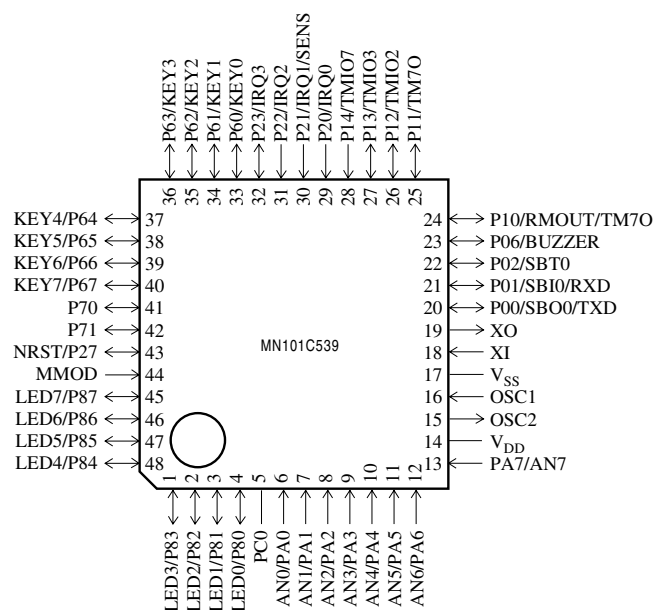 P63/KEY3
P62/KEY2
P61/KEY1
P60/KEY0
P23/IRQ3
P22/IRQ2
P21/IRQ1/SENS
P20/IRQ0
P14/TMIO7
P13/TMIO3
P12/TMIO2
P11/TM7O
36
35
34
33
32
31
30
29
28
27
26
25
KEY4/P64 37
KEY5/P65 38
KEY6/P66 39
KEY7/P67 40
P70 41
P71 42
NRST/P27 43
MMOD 44
LED7/P87 45
LED6/P86 46
LED5/P85 47
LED4/P84 48
MN101C539
24 P10/RMOUT/TM7O
23 P06/BUZZER
22 P02/SBT0
21 P01/SBI0/RXD
20 P00/SBO0/TXD
19 XO
18 XI
17 VSS
16 OSC1
15 OSC2
14 VDD
13 PA7/AN7
1
2
3
4
5
6
7
8
9
10
11
12
LED3/P83
LED2/P82
LED1/P81
LED0/P80
PC0
AN0/PA0
AN1/PA1
AN2/PA2
AN3/PA3
AN4/PA4
AN5/PA5
AN6/PA6